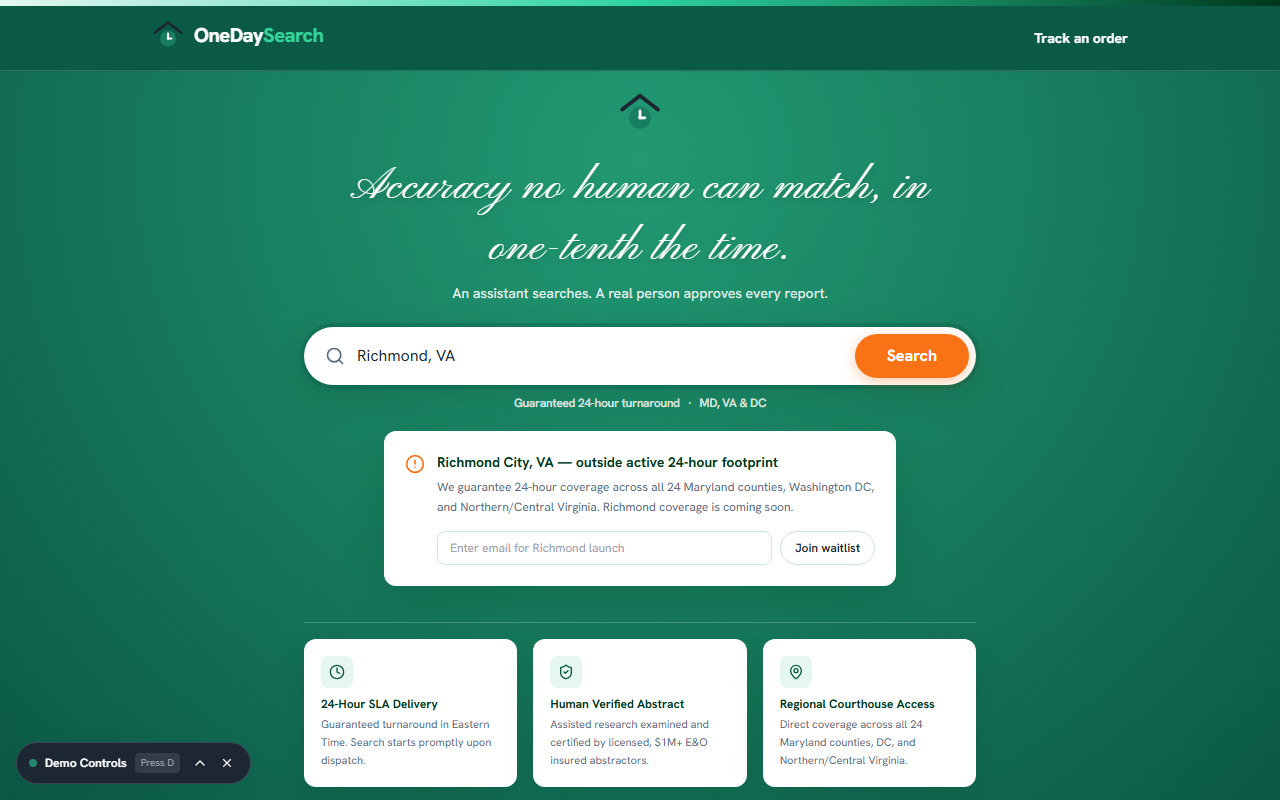 OneDaySearch
Track an order
Accuracy no human can match, in
one-tenth the time.
An assistant searches. A real person approves every report.
Richmond, VA
Search
Guaranteed 24-hour turnaround · MD, VA & DC
Richmond City, VA — outside active 24-hour footprint
We guarantee 24-hour coverage across all 24 Maryland counties, Washington DC,
and Northern/Central Virginia. Richmond coverage is coming soon.
Enter email for Richmond launch
Join waitlist
24-Hour SLA Delivery
Guaranteed turnaround in Eastern
Time. Search starts promptly upon
dispatch.
Human Verified Abstract
Assisted research examined and
certified by licensed, $1M+ E&O
insured abstractors.
Regional Courthouse Access
Direct coverage across all 24
Maryland counties, DC, and
Northern/Central Virginia.
Demo Controls Press D